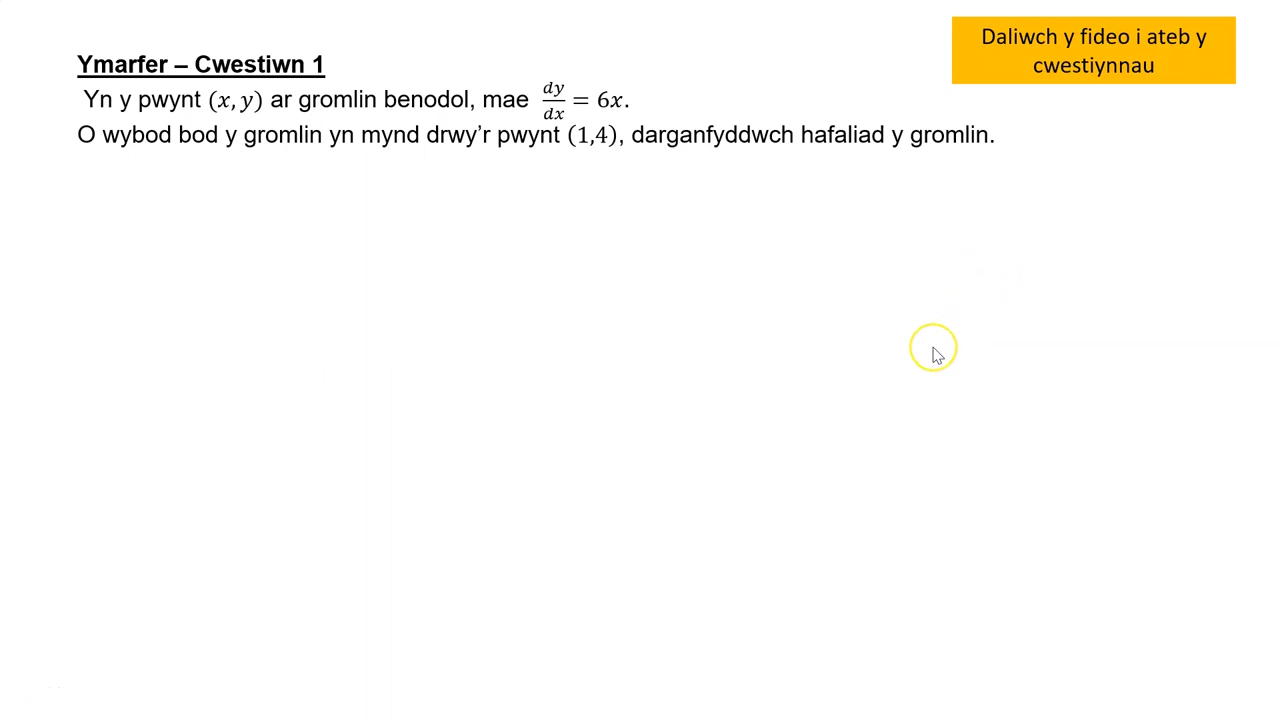 Daliwch y fideo i ateb y
cwestiynnau
Ymarfer – Cwestiwn 1
Yn y pwynt (x, y) ar gromlin benodol, mae dy/dx = 6x.
O wybod bod y gromlin yn mynd drwy’r pwynt (1,4), darganfyddwch hafaliad y gromlin.